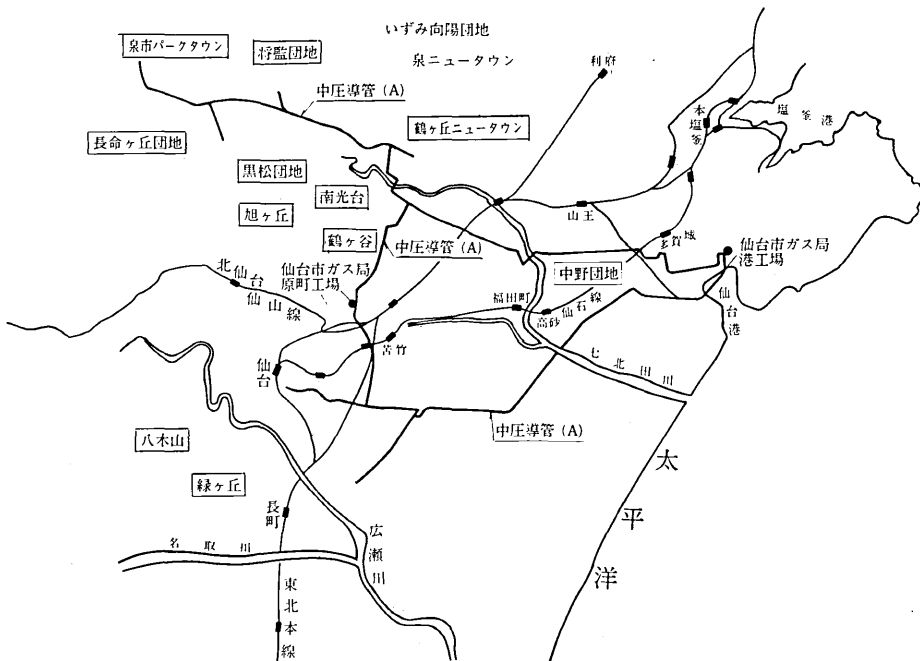 いずみ向陽団地
泉市パークタウン
将監団地
泉ニュータウン
利府
中圧導管(A)
本塩釜
塩釜港
鶴ヶ丘ニュータウン
長命ヶ丘団地
黒松団地
南光台
旭ヶ丘
山王
鶴ヶ谷
中圧導管(A)
多賀城
仙台市ガス局
港工場
北仙台
仙山線
仙台市ガス局
原町工場
中野団地
福田町
高砂
仙石線
仙台港
苦竹
仙台
七北田川
八木山
中圧導管(A)
緑ヶ丘
太平洋
長町
広瀬川
名取川
東北本線